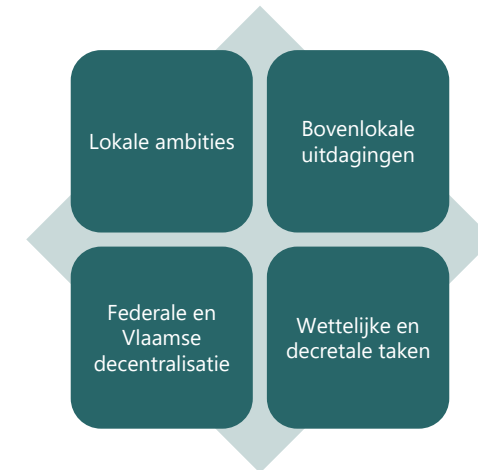 Lokale ambities
Bovenlokale
uitdagingen
Federale en
Vlaamse
decentralisatie
Wettelijke en
decretale taken